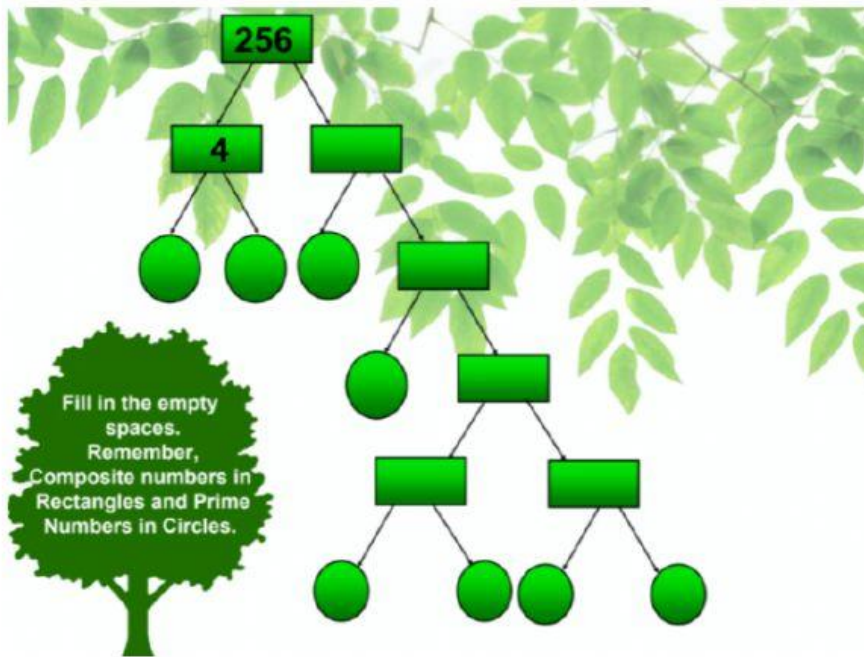 256
4
Fill in the empty
spaces.
Remember,
Composite numbers in
Rectangles and Prime
Numbers in Circles.